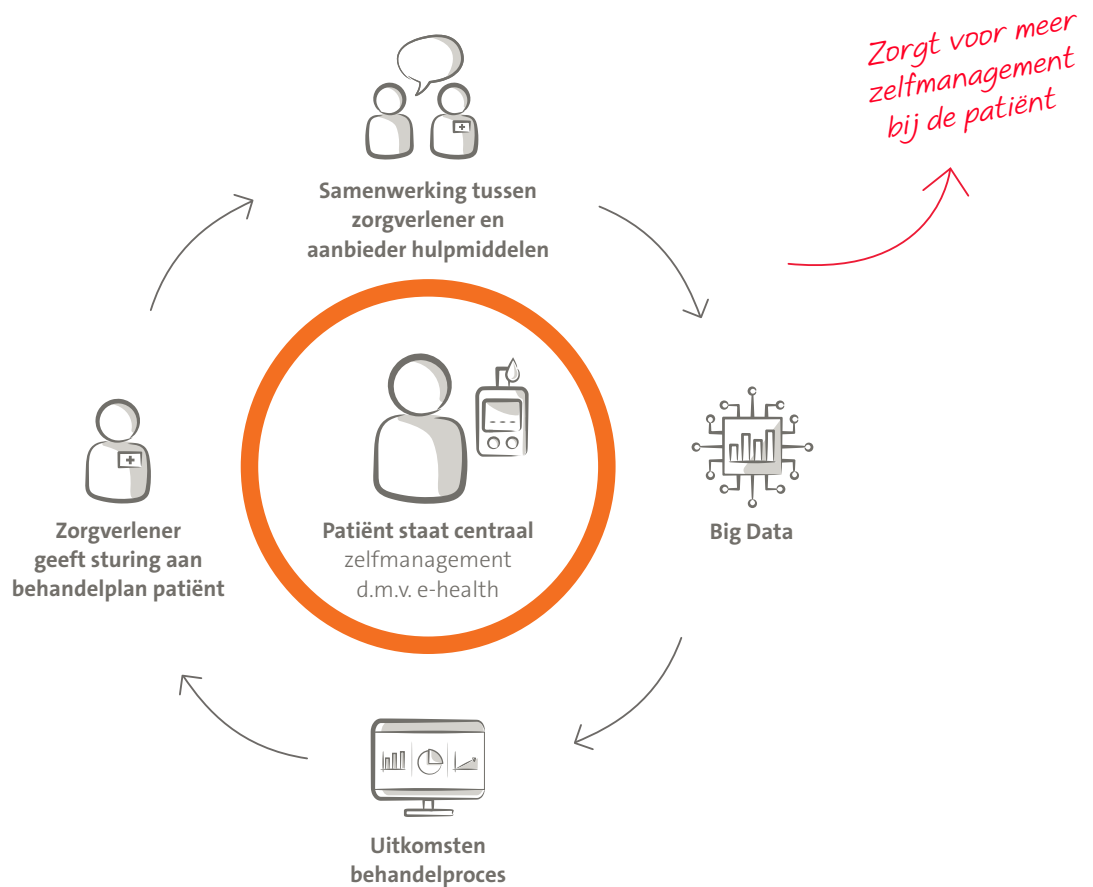 Zorgt voor meer
zelfmanagement
bij de patiënt
Samenwerking tussen
zorgverlener en
aanbieder hulpmiddelen
Zorgverlener
geeft sturing aan
behandelplan patiënt
Patiënt staat centraal
zelfmanagement
d.m.v. e-health
Big Data
Uitkomsten
behandelproces